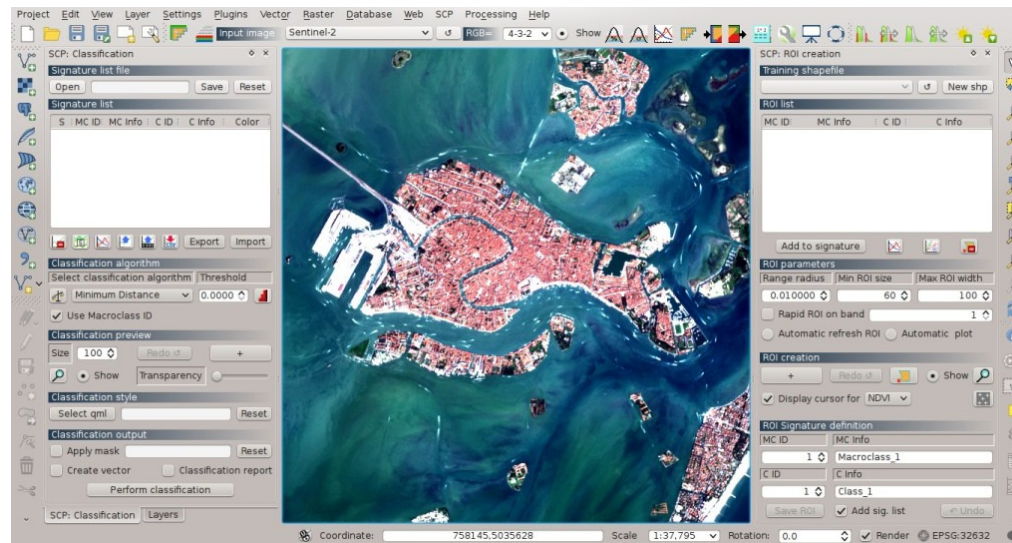 Project Edit View Layer Settings Plugins Vector Raster Database Web SCP Processing Help
Input image Sentinel-2 RGB= 4-3-2 Show
SCP: Classification
Signature list file
Open Save Reset
Signature list
S MC ID MC Info C ID C Info Color
Export Import
Classification algorithm
Select classification algorithm Threshold
Minimum Distance 0.0000
Use Macroclass ID
Classification preview
Size 100 Redo +
Show Transparency
Classification style
Select qml Reset
Classification output
Apply mask Reset
Create vector Classification report
Perform classification
SCP: Classification Layers
SCP: ROI creation
Training shapefile
New shp
ROI list
MC ID MC Info C ID C Info
Add to signature
ROI parameters
Range radius Min ROI size Max ROI width
0.010000 60 100
Rapid ROI on band 1
Automatic refresh ROI Automatic plot
ROI creation
+ Redo Show
Display cursor for NDVI
ROI Signature definition
MC ID MC Info
1 Macroclass_1
C ID C Info
1 Class_1
Save ROI Add sig. list Undo
Coordinate: 758145,5035628 Scale 1:37,795 Rotation: 0.0 Render EPSG:32632